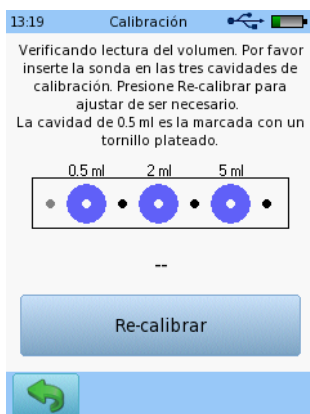 13:19 Calibración
Verificando lectura del volumen. Por favor
inserte la sonda en las tres cavidades de
calibración. Presione Re-calibrar para
ajustar de ser necesario.
La cavidad de 0.5 ml es la marcada con un
tornillo plateado.
0.5 ml 2 ml 5 ml
--
Re-calibrar